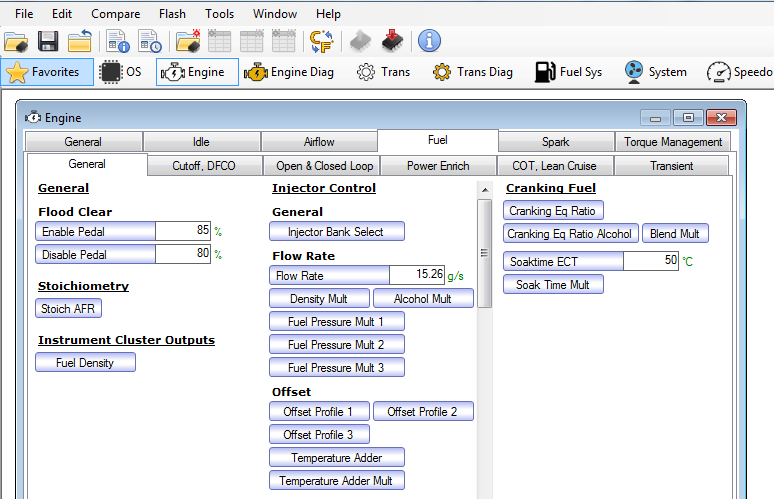 File Edit Compare Flash Tools Window Help
Favorites OS Engine Engine Diag Trans Trans Diag Fuel Sys System Speedo
Engine
General Idle Airflow Fuel Spark Torque Management
General Cutoff, DFCO Open & Closed Loop Power Enrich COT, Lean Cruise Transient
General
Flood Clear
Enable Pedal 85 %
Disable Pedal 80 %
Stoichiometry
Stoich AFR
Instrument Cluster Outputs
Fuel Density
Injector Control
General
Injector Bank Select
Flow Rate
Flow Rate 15.26 g/s
Density Mult Alcohol Mult
Fuel Pressure Mult 1
Fuel Pressure Mult 2
Fuel Pressure Mult 3
Offset
Offset Profile 1 Offset Profile 2
Offset Profile 3
Temperature Adder
Temperature Adder Mult
Cranking Fuel
Cranking Eq Ratio
Cranking Eq Ratio Alcohol Blend Mult
Soaktime ECT 50 °C
Soak Time Mult